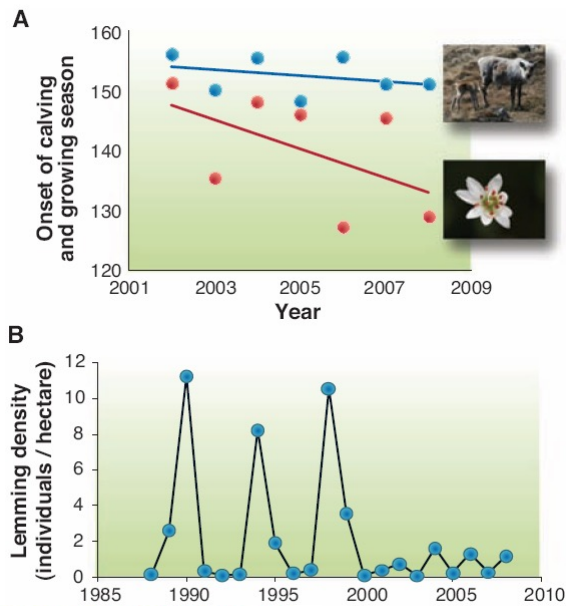 A
Onset of calving
and growing season
160
150
140
130
120
2001 2003 2005 2007 2009
Year
B
Lemming density
(individuals / hectare)
12
10
8
6
4
2
0
1985 1990 1995 2000 2005 2010